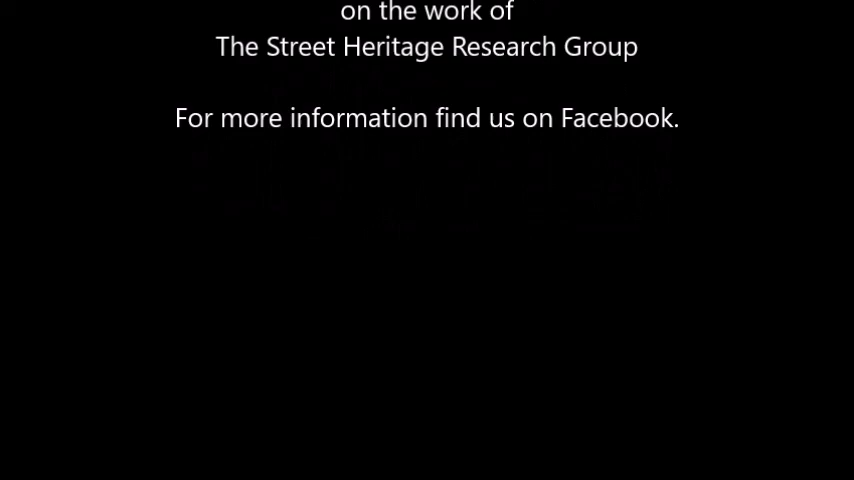 on the work of
The Street Heritage Research Group
For more information find us on Facebook.